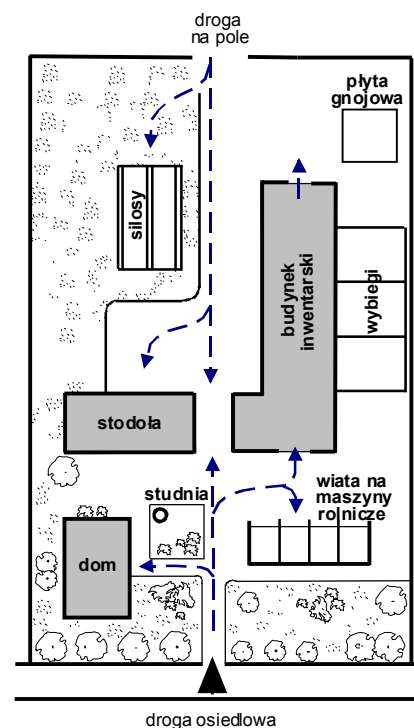 droga
na pole
płyta
gnojowa
silosy
budynek
inwentarski
wybiegi
stodoła
studnia
wiata na
maszyny
rolnicze
dom
droga osiedlowa